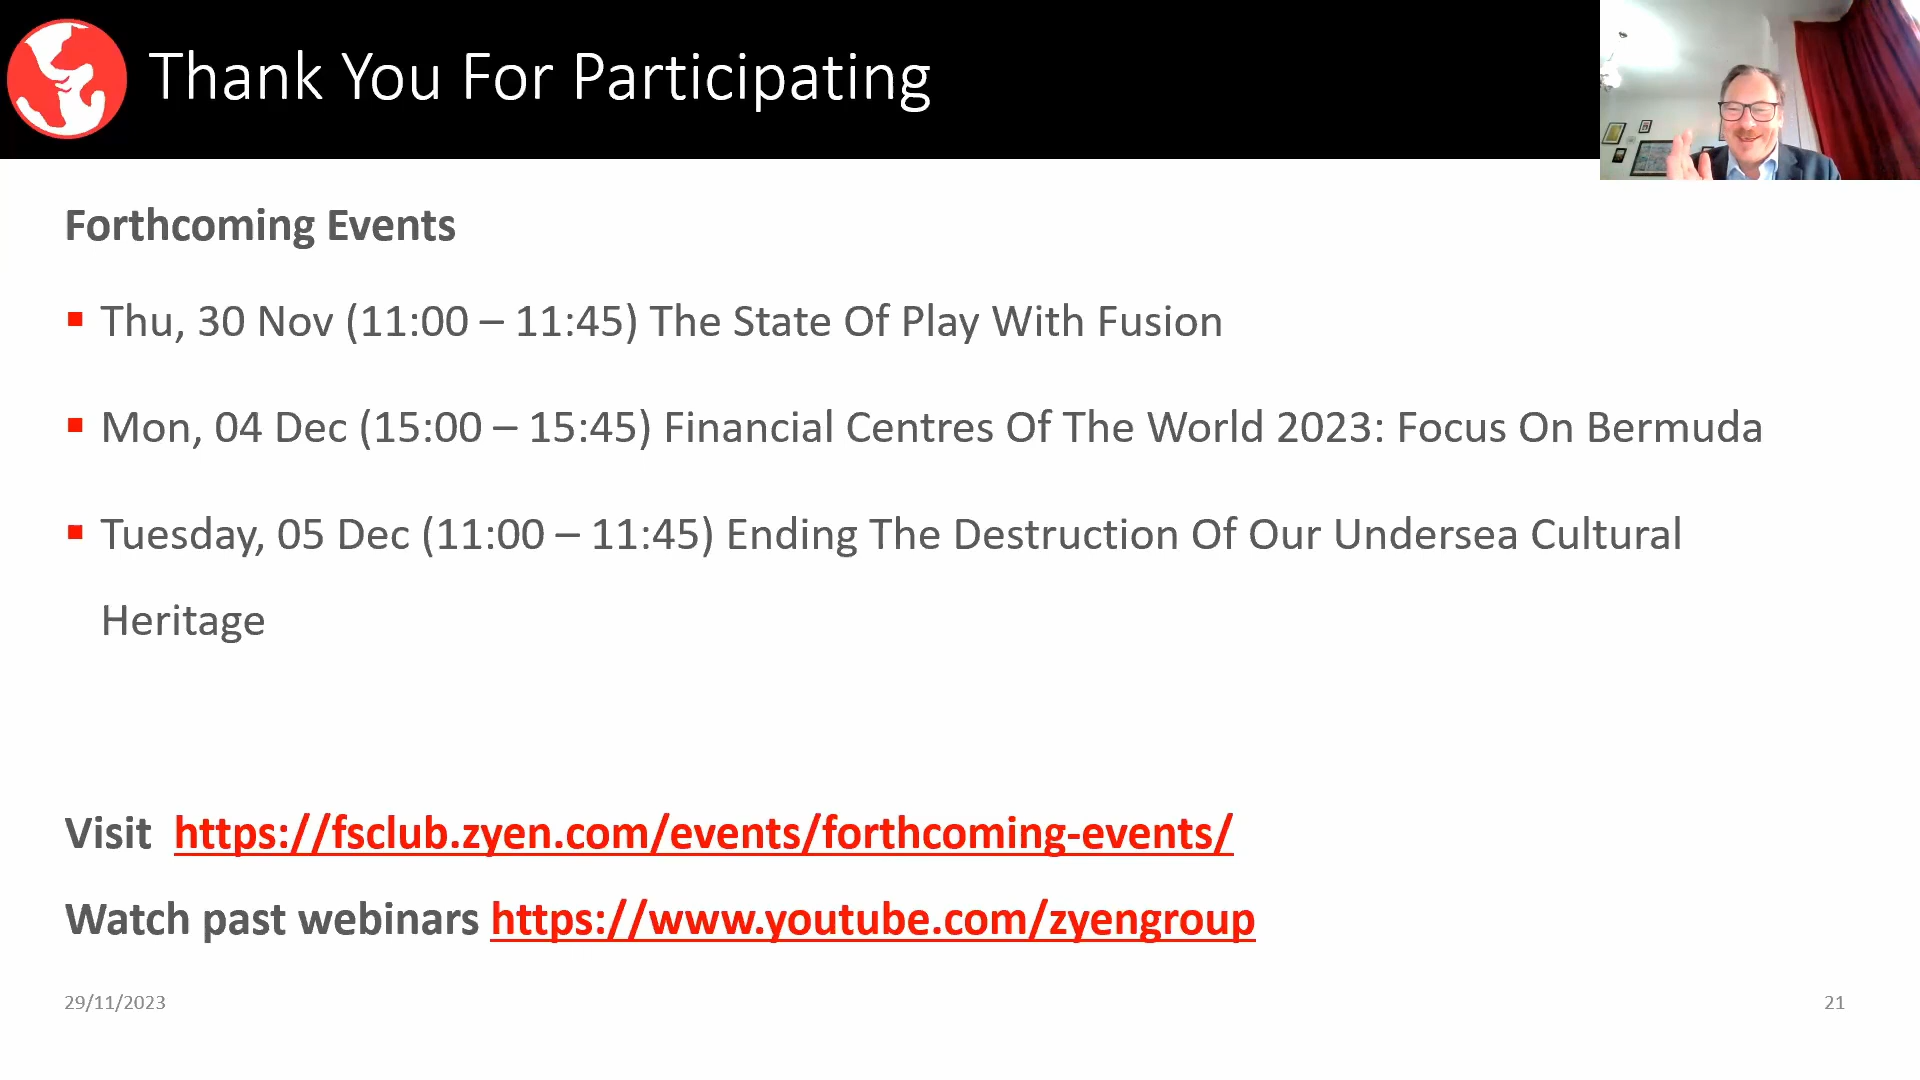 Thank You For Participating
Forthcoming Events
Thu, 30 Nov (11:00 – 11:45) The State Of Play With Fusion
Mon, 04 Dec (15:00 – 15:45) Financial Centres Of The World 2023: Focus On Bermuda
Tuesday, 05 Dec (11:00 – 11:45) Ending The Destruction Of Our Undersea Cultural
Heritage
Visit https://fsclub.zyen.com/events/forthcoming-events/
Watch past webinars https://www.youtube.com/zyengroup
29/11/2023
21